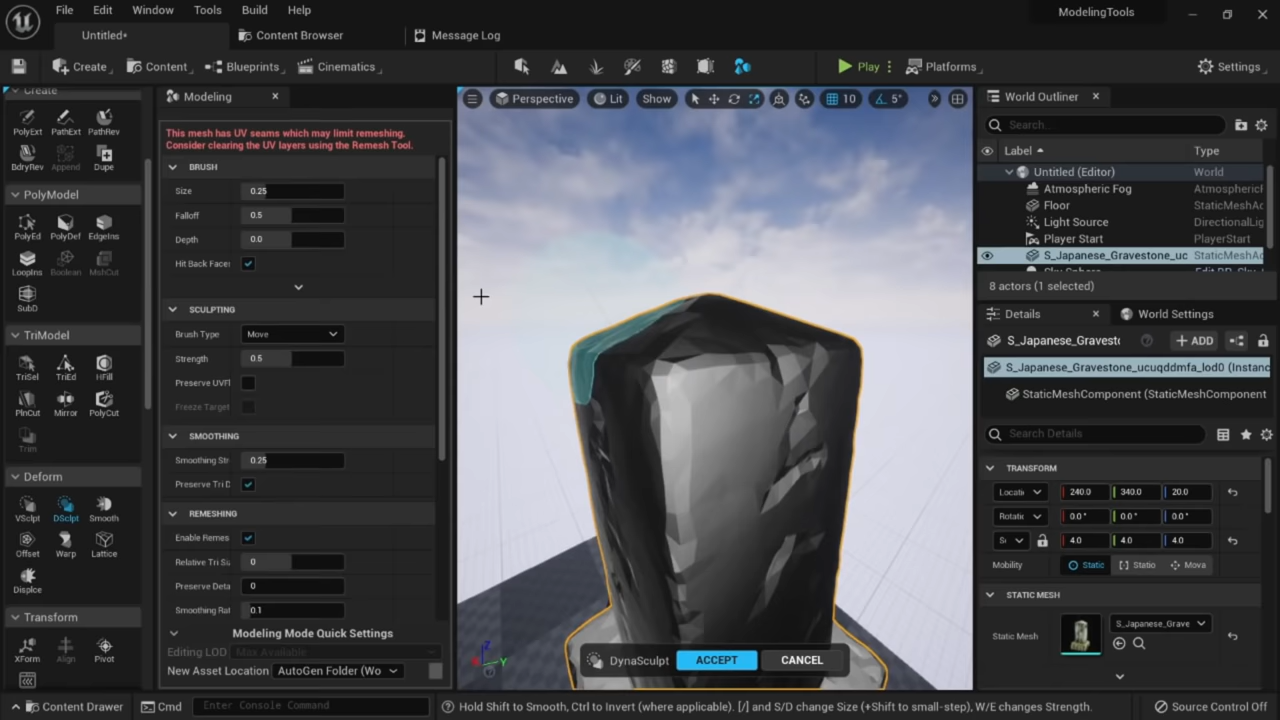 File Edit Window Tools Build Help ModelingTools
Untitled* Content Browser Message Log
Create Content Blueprints Cinematics Play Platforms Settings
Create
PolyExt PathExt PathRev
BdryRev Append Dupe
PolyModel
PolyEd PolyDef EdgeIns
LoopIns Boolean MshCut
SubD
TriModel
TriSel TriEd HFill
PlnCut Mirror PolyCut
Trim
Deform
VSclpt DSclpt Smooth
Offset Warp Lattice
Displce
Transform
XForm Align Pivot
Modeling
This mesh has UV seams which may limit remeshing.
Consider clearing the UV layers using the Remesh Tool.
BRUSH
Size 0.25
Falloff 0.5
Depth 0.0
Hit Back Face
SCULPTING
Brush Type Move
Strength 0.5
Preserve UVFl
Freeze Target
SMOOTHING
Smoothing Str 0.25
Preserve Tri D
REMESHING
Enable Remes
Relative Tri Si 0
Preserve Deta 0
Smoothing Rat 0.1
Modeling Mode Quick Settings
Editing LOD Max Available
New Asset Location AutoGen Folder (Wo
Perspective Lit Show 10 5°
Z
X Y
DynaSculpt ACCEPT CANCEL
World Outliner
Search...
Label Type
Untitled (Editor) World
Atmospheric Fog AtmosphericF
Floor StaticMeshAc
Light Source DirectionalLig
Player Start PlayerStart
S_Japanese_Gravestone_uc StaticMeshAc
8 actors (1 selected)
Details World Settings
S_Japanese_Gravest ADD
S_Japanese_Gravestone_ucuqddmfa_lod0 (Instanc
StaticMeshComponent (StaticMeshComponent
Search Details
TRANSFORM
Locati 240.0 340.0 20.0
Rotati 0.0° 0.0° 0.0°
4.0 4.0 4.0
Mobility Static Statio Mova
STATIC MESH
Static Mesh S_Japanese_Grave
Content Drawer Cmd Enter Console Command Hold Shift to Smooth, Ctrl to Invert (where applicable). [/] and S/D change Size (+Shift to small-step), W/E changes Strength. Source Control Off